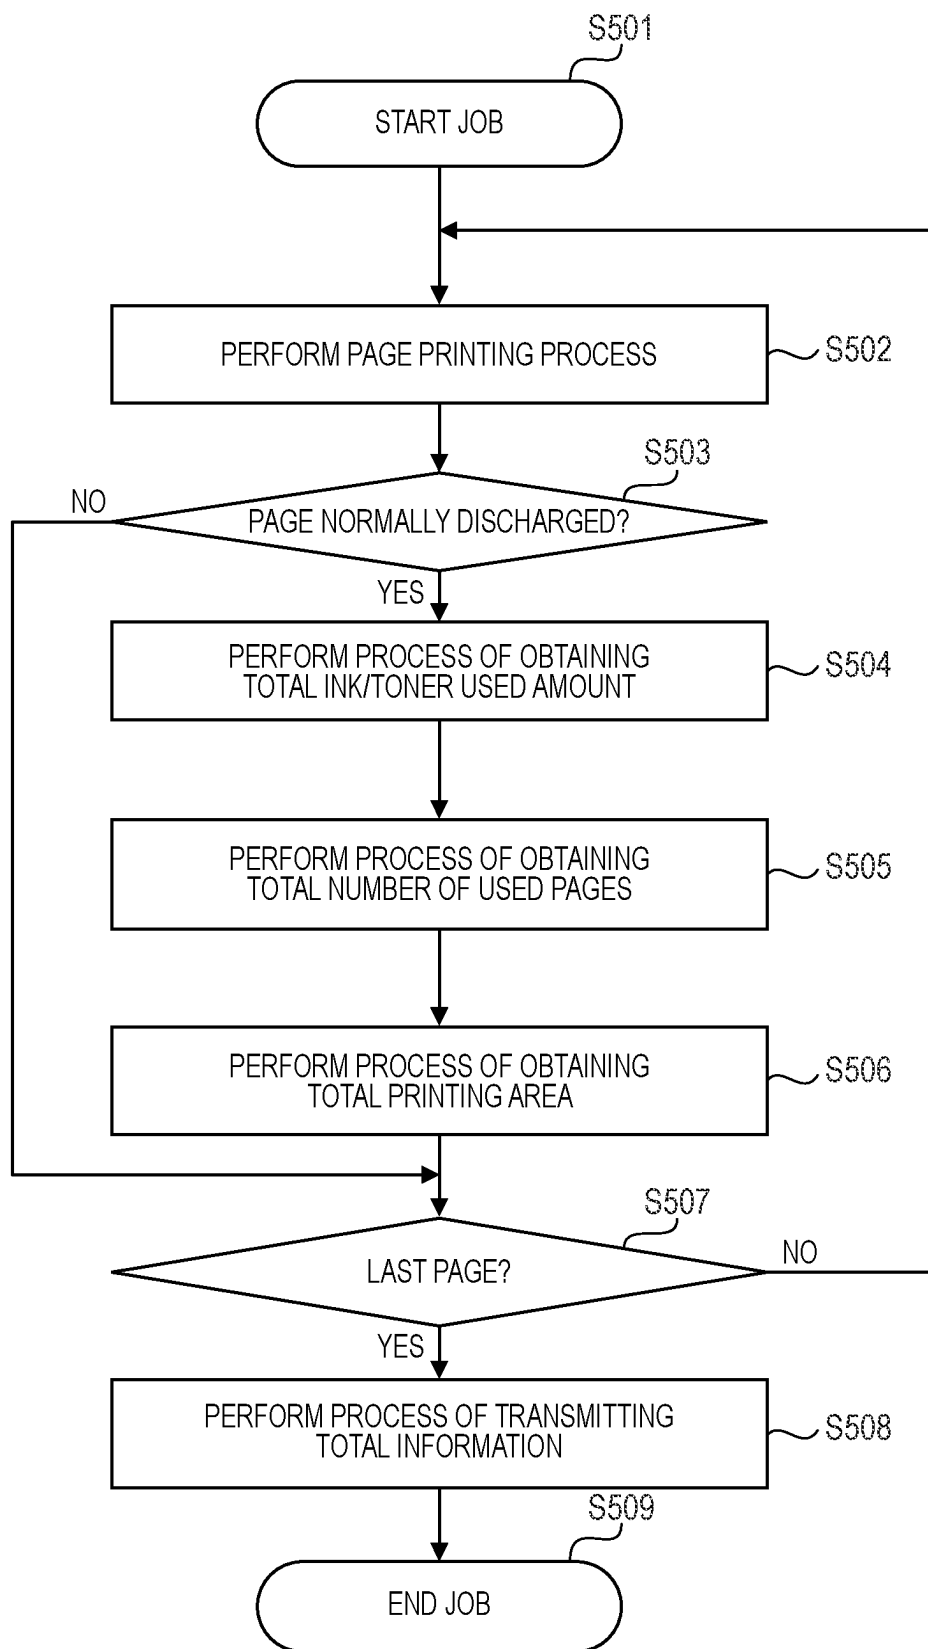 S501
START JOB
PERFORM PAGE PRINTING PROCESS
S502
S503
NO
PAGE NORMALLY DISCHARGED?
YES
PERFORM PROCESS OF OBTAINING
TOTAL INK/TONER USED AMOUNT
S504
PERFORM PROCESS OF OBTAINING
TOTAL NUMBER OF USED PAGES
S505
PERFORM PROCESS OF OBTAINING
TOTAL PRINTING AREA
S506
S507
LAST PAGE?
NO
YES
PERFORM PROCESS OF TRANSMITTING
TOTAL INFORMATION
S508
S509
END JOB